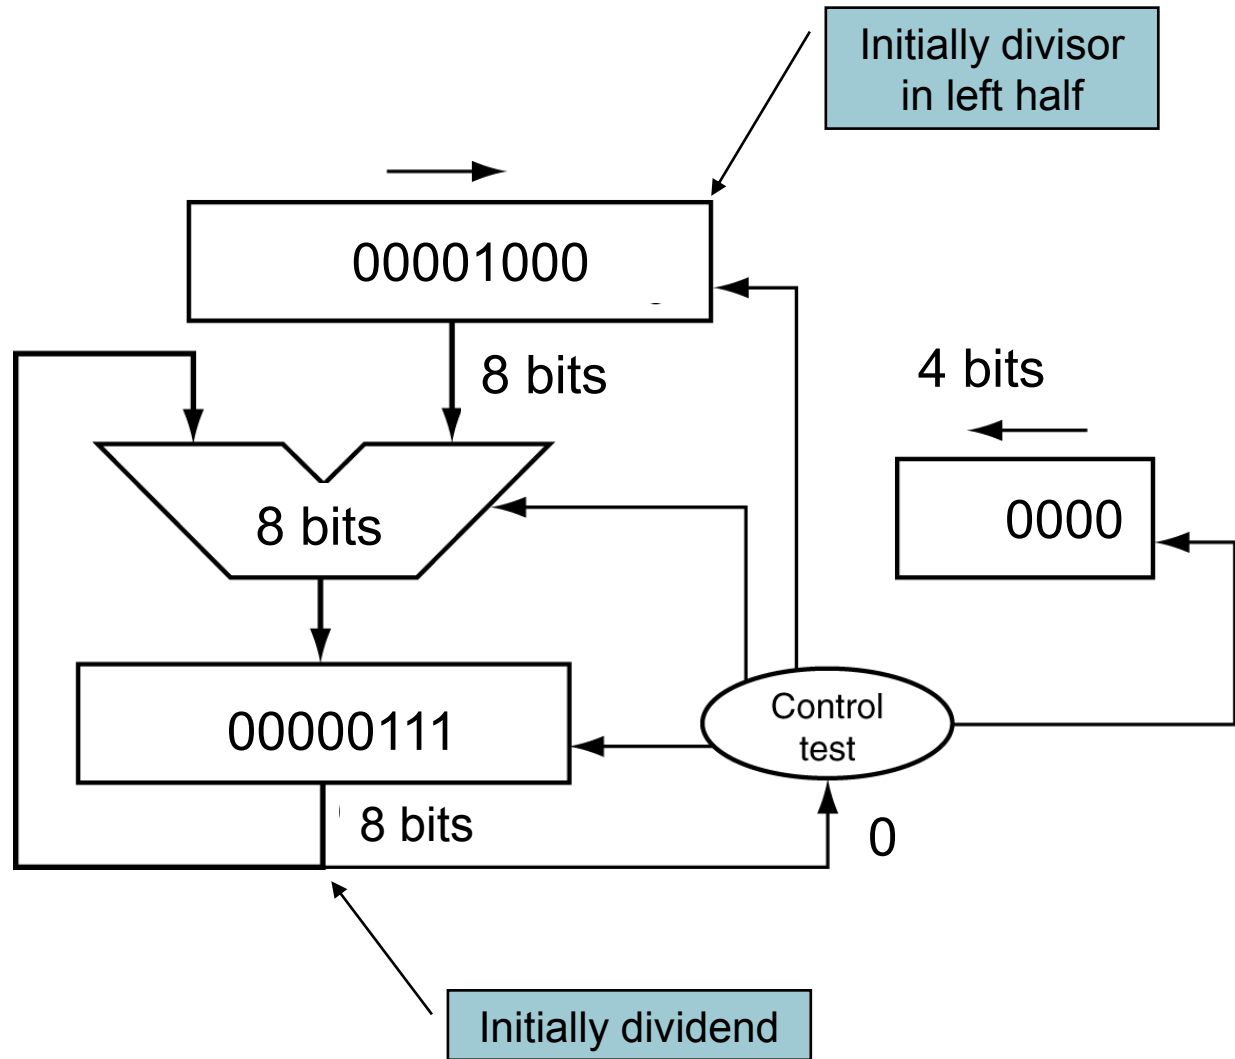 Initially divisor
in left half
00001000
8 bits
4 bits
8 bits
0000
00000111
Control
test
8 bits
0
Initially dividend